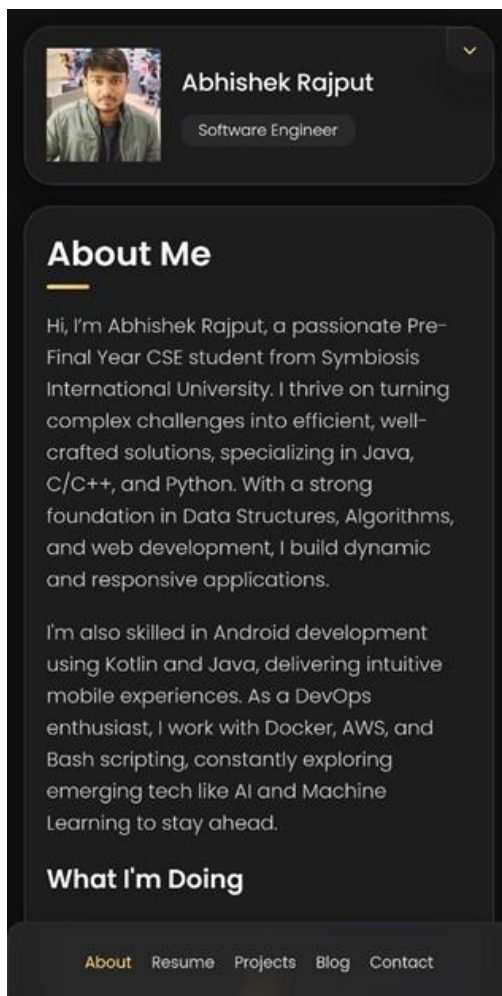 Abhishek Rajput
Software Engineer
About Me
Hi, I’m Abhishek Rajput, a passionate Pre-
Final Year CSE student from Symbiosis
International University. I thrive on turning
complex challenges into efficient, well-
crafted solutions, specializing in Java,
C/C++, and Python. With a strong
foundation in Data Structures, Algorithms,
and web development, I build dynamic
and responsive applications.
I'm also skilled in Android development
using Kotlin and Java, delivering intuitive
mobile experiences. As a DevOps
enthusiast, I work with Docker, AWS, and
Bash scripting, constantly exploring
emerging tech like AI and Machine
Learning to stay ahead.
What I'm Doing
About Resume Projects Blog Contact